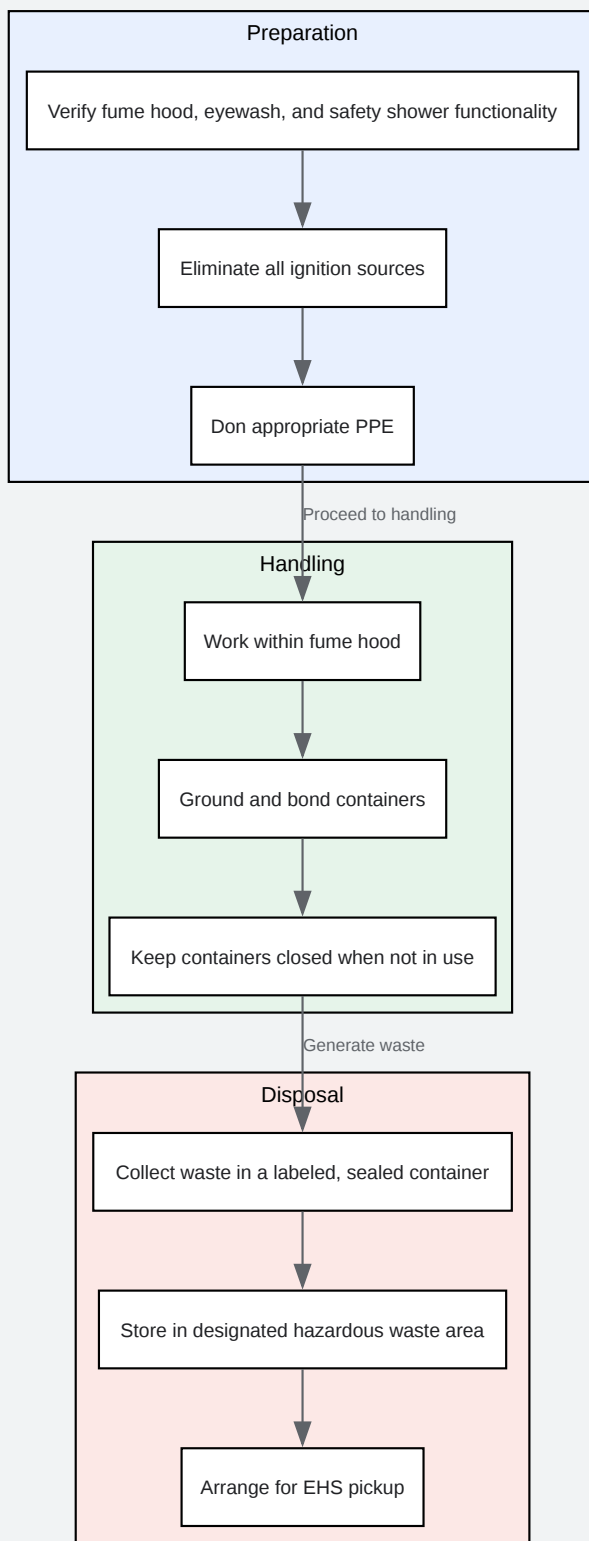 Preparation
Verify fume hood, eyewash, and safety shower functionality
Eliminate all ignition sources
Don appropriate PPE
Proceed to handling
Handling
Work within fume hood
Ground and bond containers
Keep containers closed when not in use
Generate waste
Disposal
Collect waste in a labeled, sealed container
Store in designated hazardous waste area
Arrange for EHS pickup